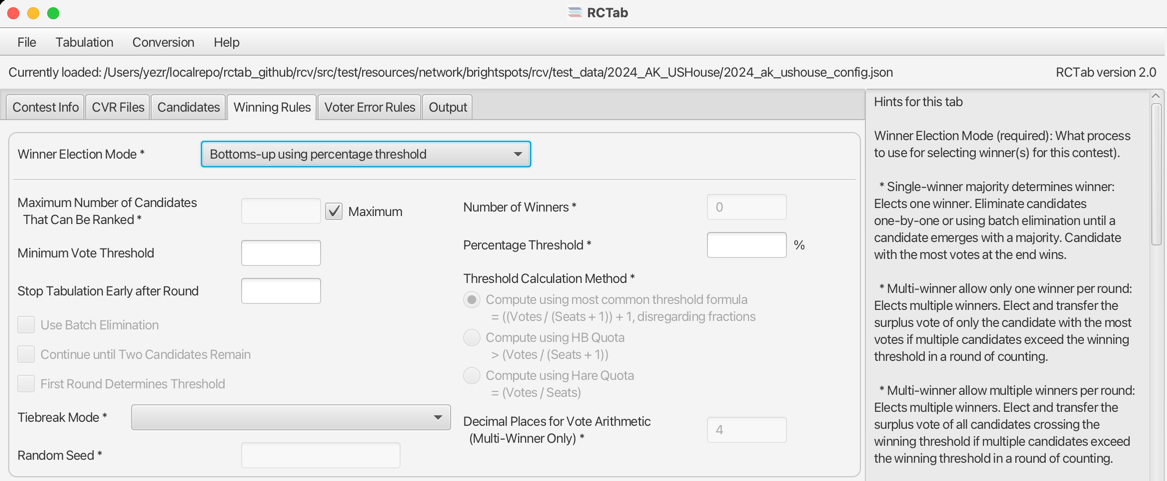 RCTab
File Tabulation Conversion Help
Currently loaded: /Users/yezr/localrepo/rctab_github/rcv/src/test/resources/network/brightspots/rcv/test_data/2024_AK_USHouse/2024_ak_ushouse_config.json RCTab version 2.0
Contest Info CVR Files Candidates Winning Rules Voter Error Rules Output
Winner Election Mode * Bottoms-up using percentage threshold
Maximum Number of Candidates
That Can Be Ranked * Maximum
Minimum Vote Threshold
Stop Tabulation Early after Round
Use Batch Elimination
Continue until Two Candidates Remain
First Round Determines Threshold
Tiebreak Mode *
Random Seed *
Number of Winners * 0
Percentage Threshold * %
Threshold Calculation Method *
Compute using most common threshold formula
= ((Votes / (Seats + 1)) + 1, disregarding fractions
Compute using HB Quota
> (Votes / (Seats + 1))
Compute using Hare Quota
= (Votes / Seats)
Decimal Places for Vote Arithmetic
(Multi-Winner Only) * 4
Hints for this tab
Winner Election Mode (required): What process
to use for selecting winner(s) for this contest).
* Single-winner majority determines winner:
Elects one winner. Eliminate candidates
one-by-one or using batch elimination until a
candidate emerges with a majority. Candidate
with the most votes at the end wins.
* Multi-winner allow only one winner per round:
Elects multiple winners. Elect and transfer the
surplus vote of only the candidate with the most
votes if multiple candidates exceed the winning
threshold in a round of counting.
* Multi-winner allow multiple winners per round:
Elects multiple winners. Elect and transfer the
surplus vote of all candidates crossing the
winning threshold if multiple candidates exceed
the winning threshold in a round of counting.